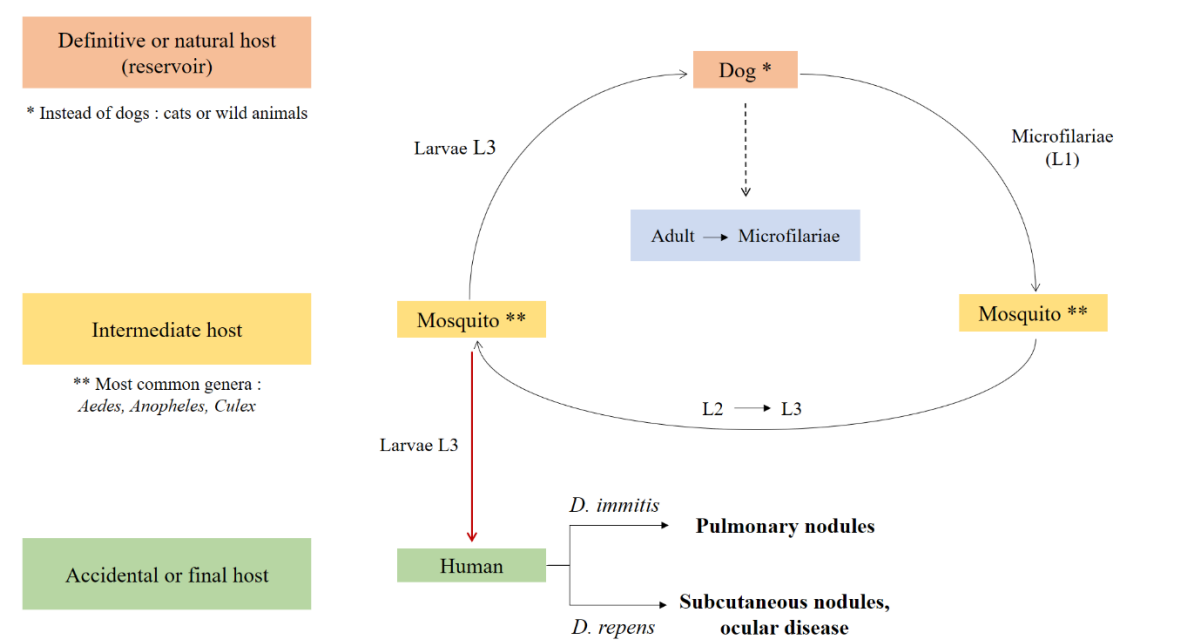 Definitive or natural host
(reservoir)
* Instead of dogs : cats or wild animals
Dog *
Larvae L3
Microfilariae
(L1)
Adult → Microfilariae
Intermediate host
** Most common genera :
Aedes, Anopheles, Culex
Mosquito **
Mosquito **
L2 → L3
Larvae L3
Accidental or final host
Human
D. immitis
Pulmonary nodules
D. repens
Subcutaneous nodules,
ocular disease